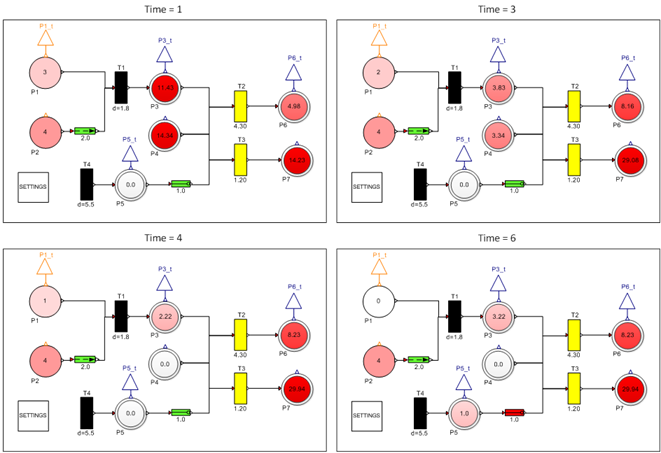 Time = 1
P1_t
3
P1
T1
d=1.8
P3_t
11.43
P3
4
P2
2.0
14.34
P4
P5_t
T4
d=5.5
0.0
P5
1.0
T2
4.30
T3
1.20
P6_t
4.98
P6
14.23
P7
SETTINGS
Time = 3
P1_t
2
P1
T1
d=1.8
P3_t
3.83
P3
4
P2
2.0
3.34
P4
P5_t
T4
d=5.5
0.0
P5
1.0
T2
4.30
T3
1.20
P6_t
6.16
P6
29.08
P7
SETTINGS
Time = 4
P1_t
1
P1
T1
d=1.8
P3_t
2.22
P3
4
P2
2.0
0.0
P4
P5_t
T4
d=5.5
0.0
P5
1.0
T2
4.30
T3
1.20
P6_t
6.23
P6
29.94
P7
SETTINGS
Time = 6
P1_t
0
P1
T1
d=1.8
P3_t
3.22
P3
4
P2
2.0
0.0
P4
P5_t
T4
d=5.5
1.0
P5
1.0
T2
4.30
T3
1.20
P6_t
6.23
P6
29.94
P7
SETTINGS